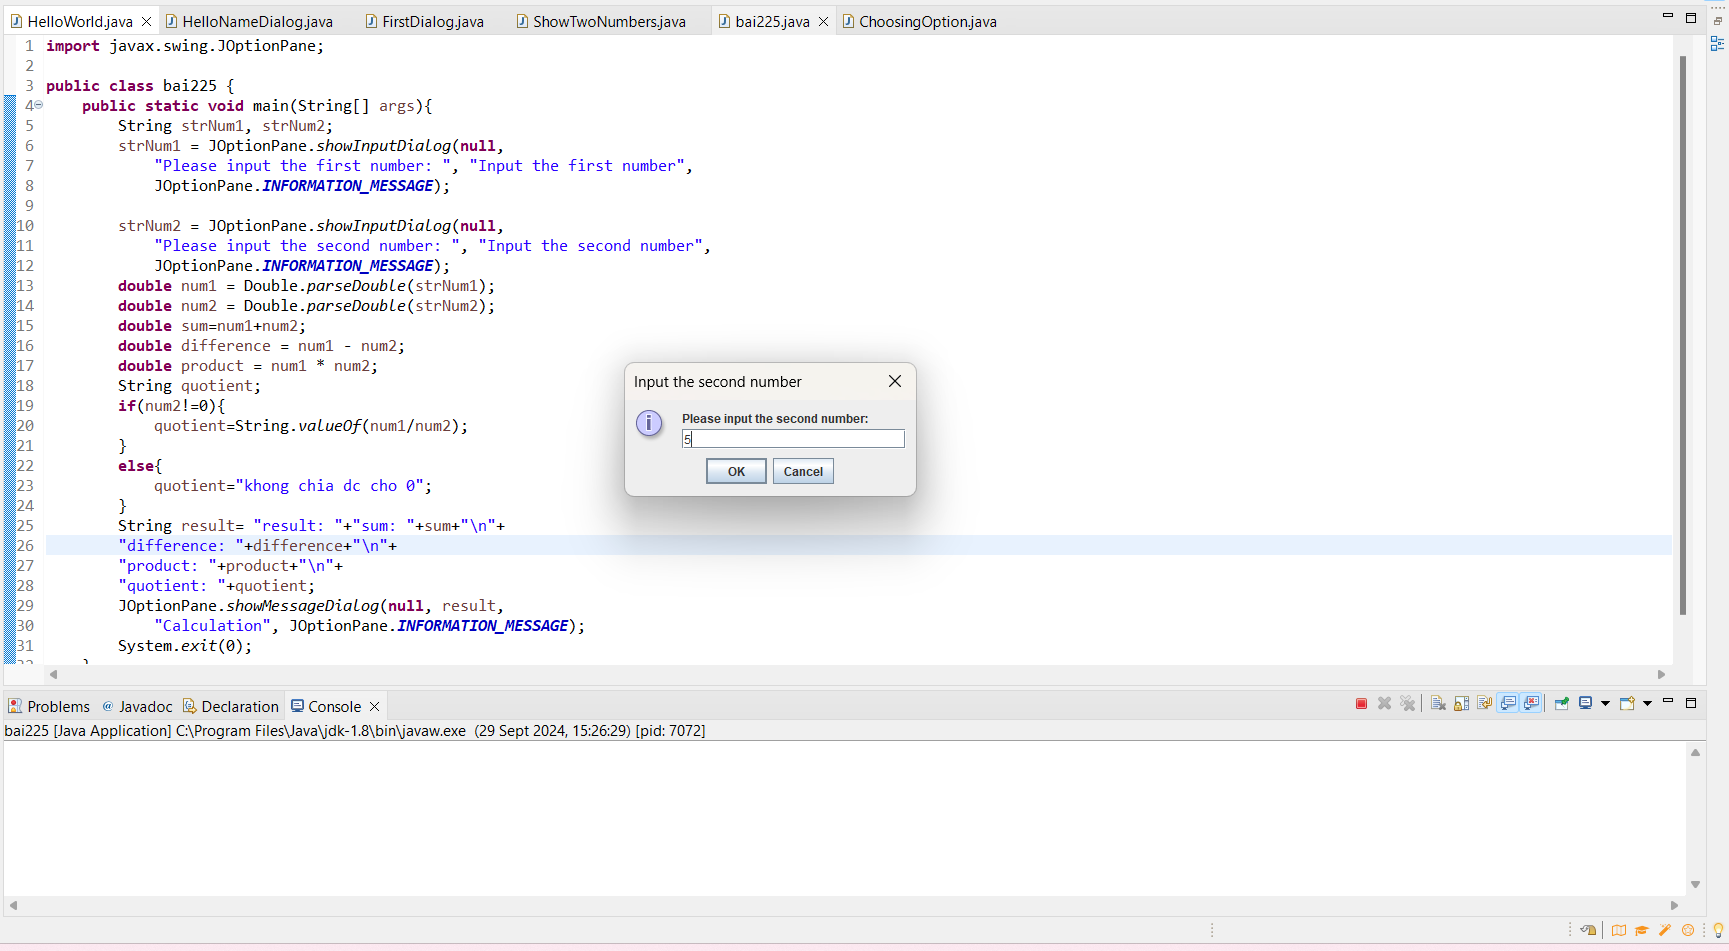 HelloWorld.java HelloNameDialog.java FirstDialog.java ShowTwoNumbers.java bai225.java ChoosingOption.java
1 import javax.swing.JOptionPane;
2
3 public class bai225 {
4 public static void main(String[] args){
5 String strNum1, strNum2;
6 strNum1 = JOptionPane.showInputDialog(null,
7 "Please input the first number: ", "Input the first number",
8 JOptionPane.INFORMATION_MESSAGE);
9
10 strNum2 = JOptionPane.showInputDialog(null,
11 "Please input the second number: ", "Input the second number",
12 JOptionPane.INFORMATION_MESSAGE);
13 double num1 = Double.parseDouble(strNum1);
14 double num2 = Double.parseDouble(strNum2);
15 double sum=num1+num2;
16 double difference = num1 - num2;
17 double product = num1 * num2;
18 String quotient;
19 if(num2!=0){
20 quotient=String.valueOf(num1/num2);
21 }
22 else{
23 quotient="khong chia dc cho 0";
24 }
25 String result= "result: "+"sum: "+sum+"\n"+
26 "difference: "+difference+"\n"+
27 "product: "+product+"\n"+
28 "quotient: "+quotient;
29 JOptionPane.showMessageDialog(null, result,
30 "Calculation", JOptionPane.INFORMATION_MESSAGE);
31 System.exit(0);
Input the second number
Please input the second number:
5
OK Cancel
Problems Javadoc Declaration Console
bai225 [Java Application] C:\Program Files\Java\jdk-1.8\bin\javaw.exe (29 Sept 2024, 15:26:29) [pid: 7072]